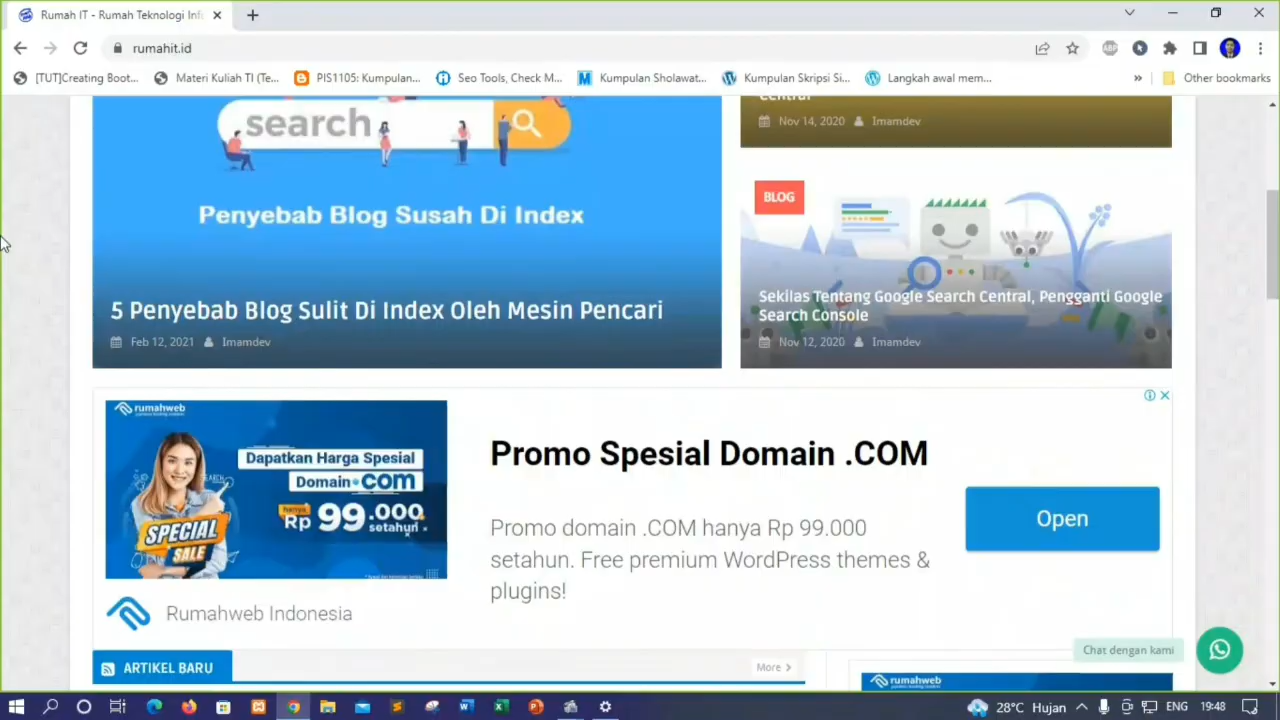 Rumah IT - Rumah Teknologi Inf
rumahit.id
ABP
[TUT]Creating Boot...
Materi Kuliah TI (Te...
PIS1105: Kumpulan...
Seo Tools, Check M...
Kumpulan Sholawat...
Kumpulan Skripsi Si...
Langkah awal mem...
»
Other bookmarks
search
Penyebab Blog Susah Di Index
5 Penyebab Blog Sulit Di Index Oleh Mesin Pencari
Feb 12, 2021 Imamdev
Central
Nov 14, 2020 Imamdev
BLOG
Sekilas Tentang Google Search Central, Pengganti Google
Search Console
Nov 12, 2020 Imamdev
rumahweb
Dapatkan Harga Spesial
Domain com
hanya
Rp 99.000
setahun
SPECIAL
SALE
Rumahweb Indonesia
Promo Spesial Domain .COM
Promo domain .COM hanya Rp 99.000
setahun. Free premium WordPress themes &
plugins!
Open
Chat dengan kami
ARTIKEL BARU
More
rumahweb
28°C Hujan
ENG
19:48